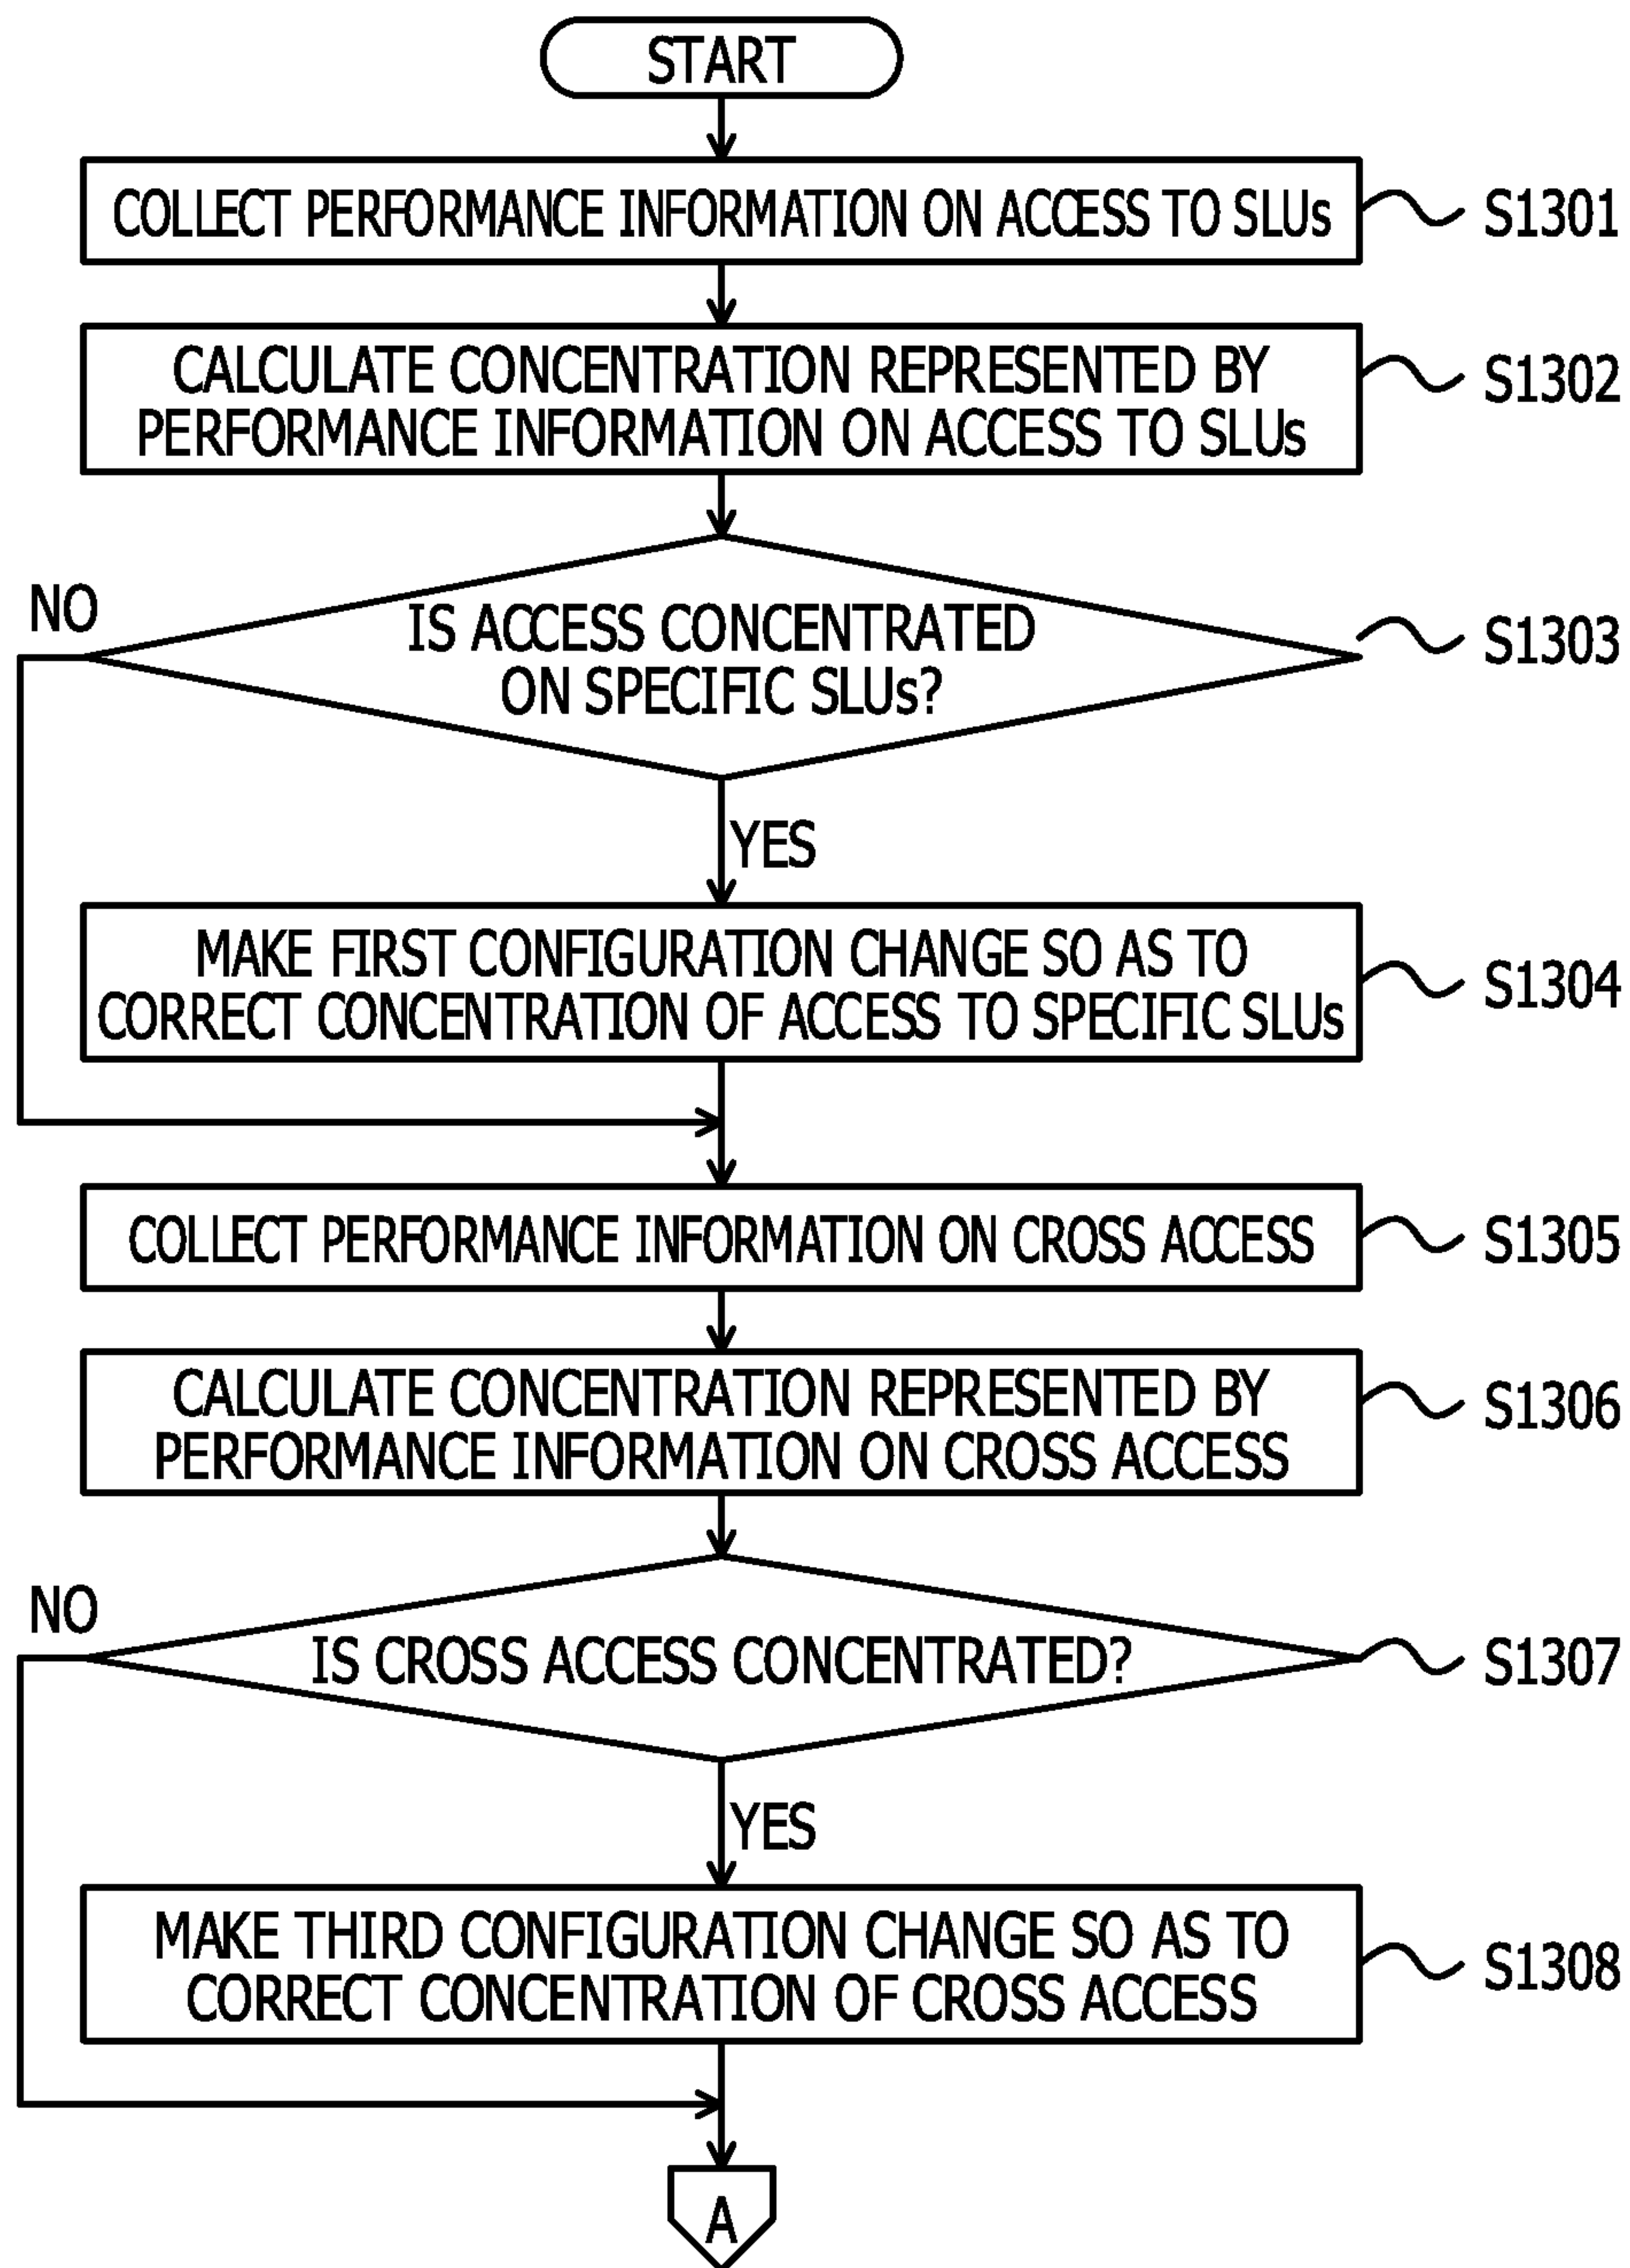 START
COLLECT PERFORMANCE INFORMATION ON ACCESS TO SLUs
S1301
CALCULATE CONCENTRATION REPRESENTED BY
PERFORMANCE INFORMATION ON ACCESS TO SLUs
S1302
NO
IS ACCESS CONCENTRATED
ON SPECIFIC SLUs?
S1303
YES
MAKE FIRST CONFIGURATION CHANGE SO AS TO
CORRECT CONCENTRATION OF ACCESS TO SPECIFIC SLUs
S1304
COLLECT PERFORMANCE INFORMATION ON CROSS ACCESS
S1305
CALCULATE CONCENTRATION REPRESENTED BY
PERFORMANCE INFORMATION ON CROSS ACCESS
S1306
NO
IS CROSS ACCESS CONCENTRATED?
S1307
YES
MAKE THIRD CONFIGURATION CHANGE SO AS TO
CORRECT CONCENTRATION OF CROSS ACCESS
S1308
A